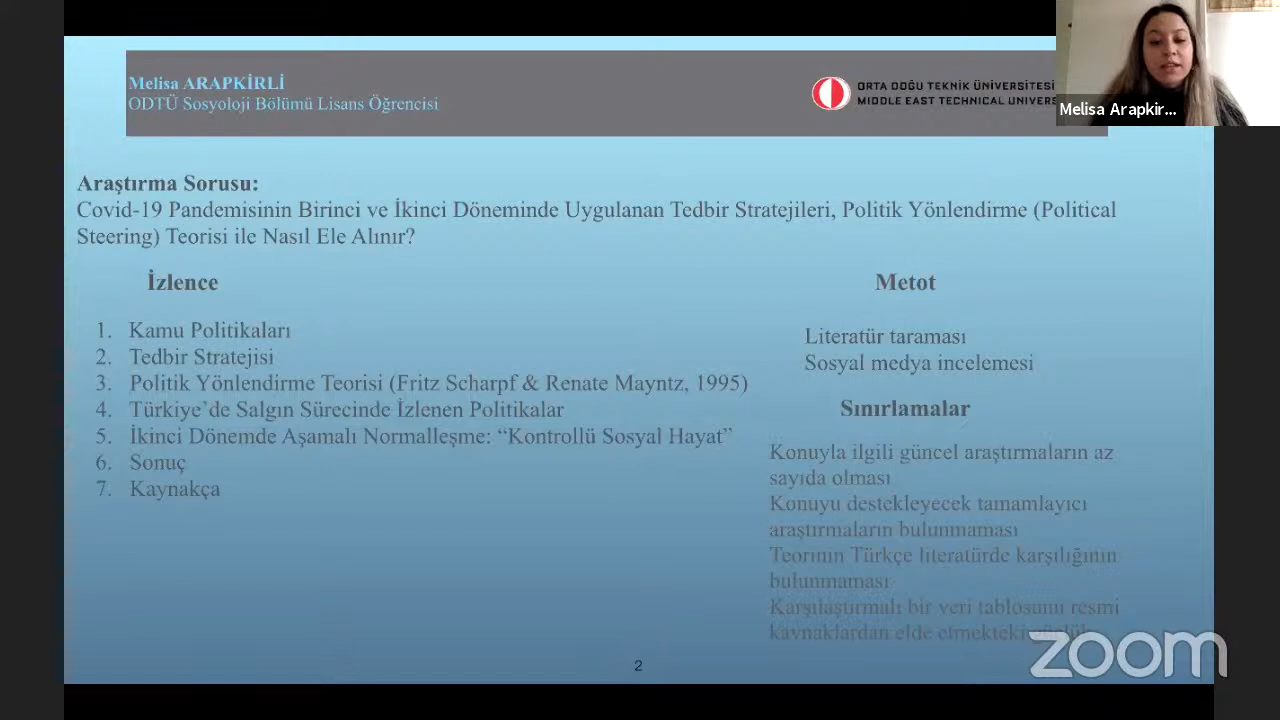 Melisa ARAPKİRLİ
ODTÜ Sosyoloji Bölümü Lisans Öğrencisi
ORTA DOĞU TEKNİK ÜNİVERSİTESİ
MIDDLE EAST TECHNICAL UNIVERS
Melisa Arapkir...
Araştırma Sorusu:
Covid-19 Pandemisinin Birinci ve İkinci Döneminde Uygulanan Tedbir Stratejileri, Politik Yönlendirme (Political
Steering) Teorisi ile Nasıl Ele Alınır?
İzlence
1. Kamu Politikaları
2. Tedbir Stratejisi
3. Politik Yönlendirme Teorisi (Fritz Scharpf & Renate Mayntz, 1995)
4. Türkiye`de Salgın Sürecinde İzlenen Politikalar
5. İkinci Dönemde Aşamalı Normalleşme: “Kontrollü Sosyal Hayat”
6. Sonuç
7. Kaynakça
Metot
Literatür taraması
Sosyal medya incelemesi
Sınırlamalar
Konuyla ilgili güncel araştırmaların az
sayıda olması
Konuyu destekleyecek tamamlayıcı
araştırmaların bulunmaması
Teorinin Türkçe literatürde karşılığının
bulunmaması
Karşılaştırmalı bir veri tablosunu resmi
kaynaklardan elde etmekteki güçlük
2
zoom